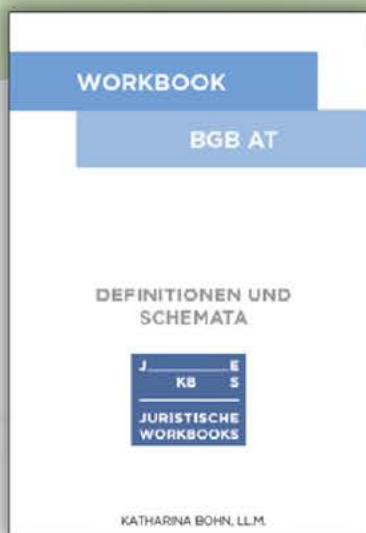 WORKBOOK
BGB AT
DEFINITIONEN UND
SCHEMATA
J E
KB S
JURISTISCHE
WORKBOOKS
KATHARINA BOHN, LL.M.